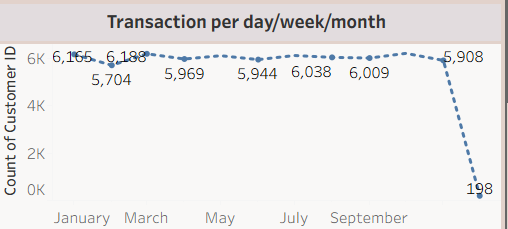 Transaction per day/week/month
Count of Customer ID
6K
4K
2K
0K
6,165
5,704
6,188
5,969
5,944
6,038
6,009
5,908
198
January March May July September